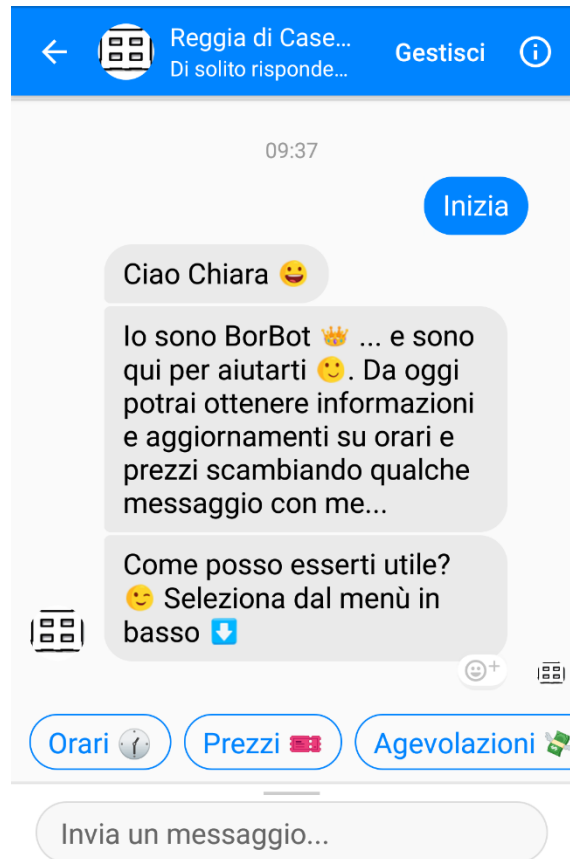 Reggia di Case...
Di solito risponde...
Gestisci
09:37
Inizia
Ciao Chiara 😀
Io sono BorBot 👑 ... e sono
qui per aiutarti 🙂. Da oggi
potrai ottenere informazioni
e aggiornamenti su orari e
prezzi scambiando qualche
messaggio con me...
Come posso esserti utile?
😉 Seleziona dal menù in
basso ⬇️
Orari 🕜
Prezzi 🎫
Agevolazioni 💸
Invia un messaggio...